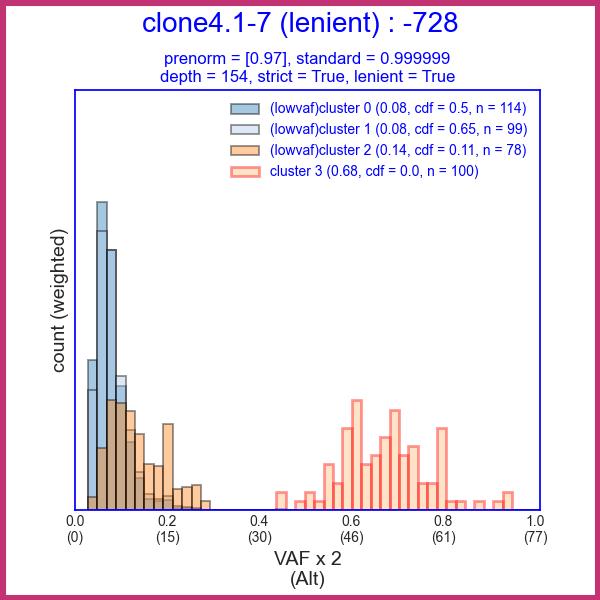 clone4.1-7 (lenient) : -728
prenorm = [0.97], standard = 0.999999
depth = 154, strict = True, lenient = True
(lowvaf)cluster 0 (0.08, cdf = 0.5, n = 114)
(lowvaf)cluster 1 (0.08, cdf = 0.65, n = 99)
(lowvaf)cluster 2 (0.14, cdf = 0.11, n = 78)
cluster 3 (0.68, cdf = 0.0, n = 100)
count (weighted)
0.0 0.2 0.4 0.6 0.8 1.0
(0) (15) (30) (46) (61) (77)
VAF x 2
(Alt)